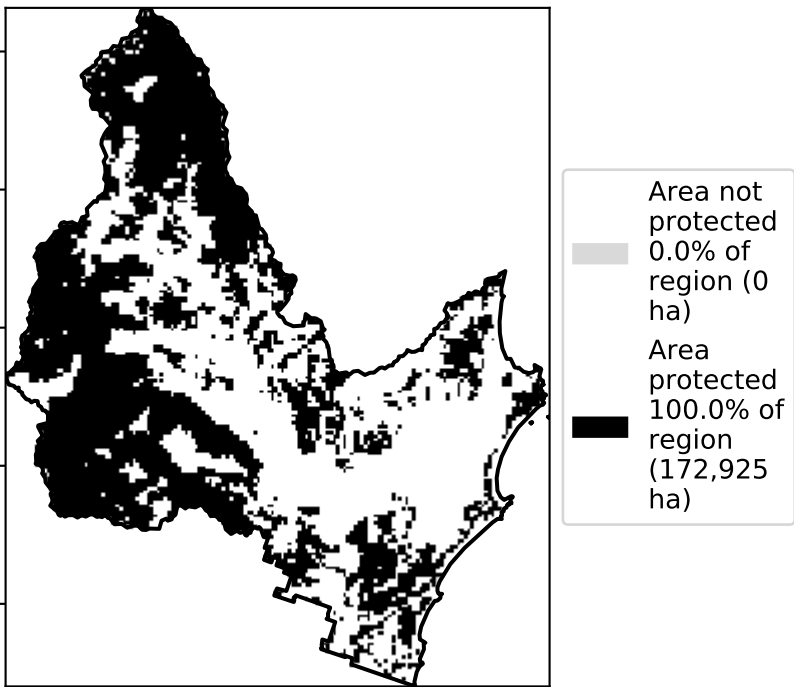 Area not
protected
0.0% of
region (0
ha)
Area
protected
100.0% of
region
(172,925
ha)